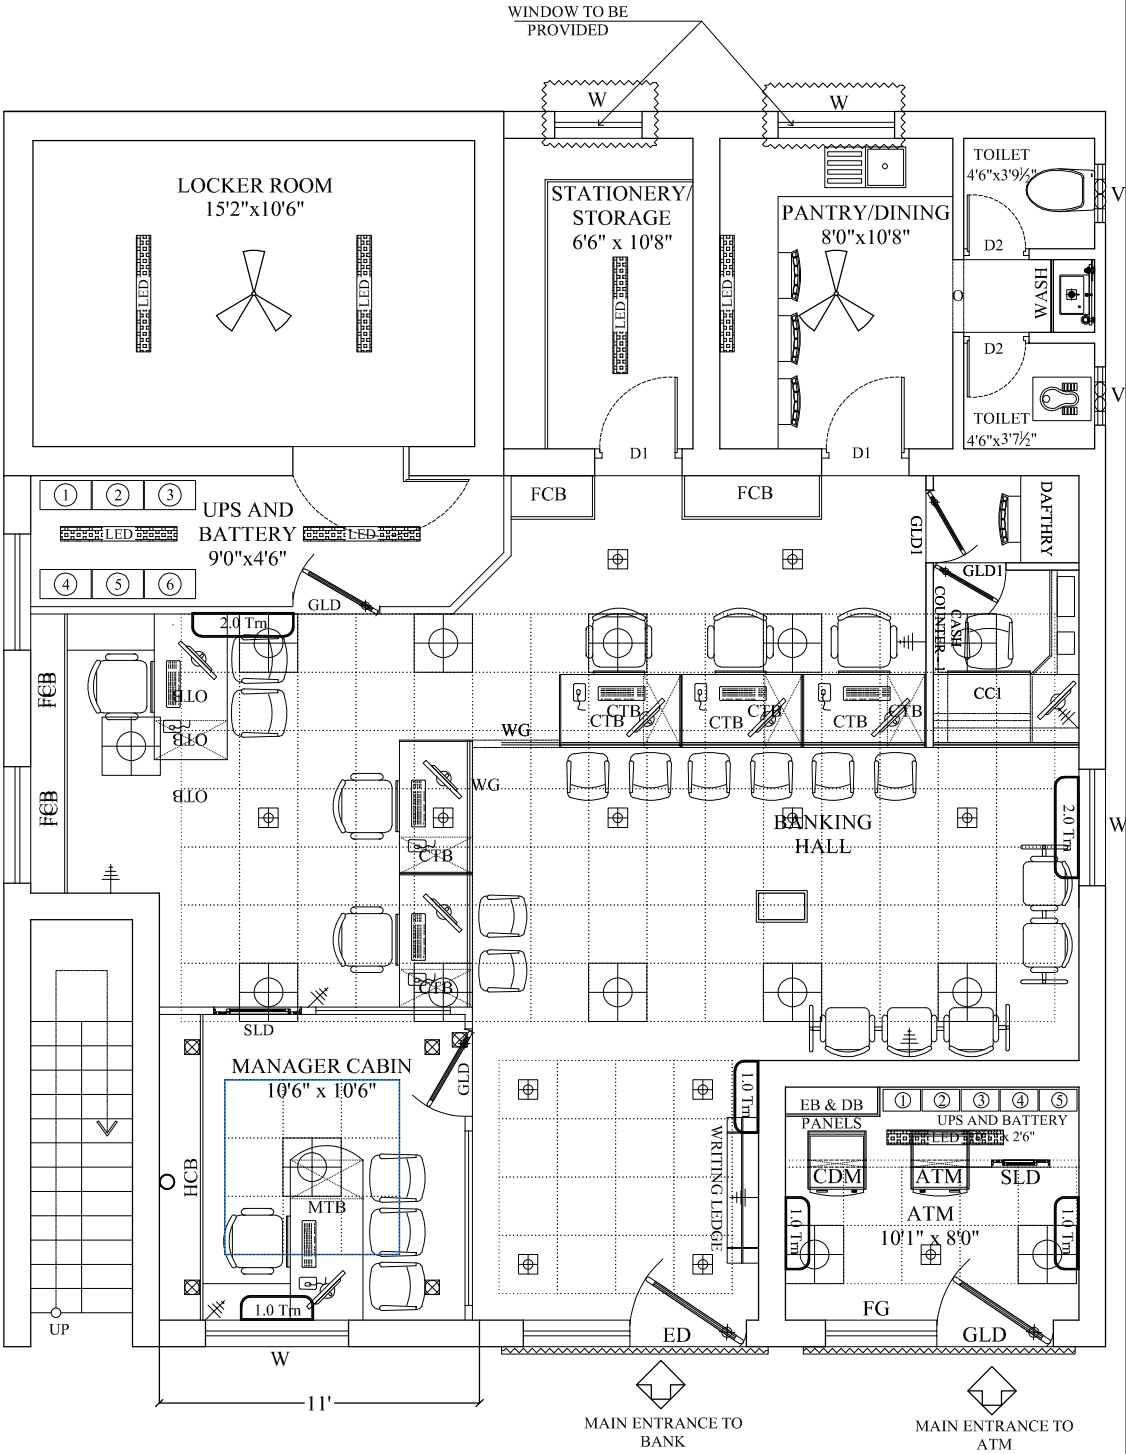 WINDOW TO BE
PROVIDED
W
W
LOCKER ROOM
15'2"x10'6"
LED
LED
STATIONERY/
STORAGE
6'6" x 10'8"
LED
PANTRY/DINING
8'0"x10'8"
LED
TOILET
4'6"x3'9½"
V
D2
O
WASH
D2
TOILET
4'6"x3'7½"
V
D1
D1
FCB
FCB
1
2
3
UPS AND
BATTERY
9'0"x4'6"
LED
LED
4
5
6
GLD
GLD1
DAFTHRY
GLD1
CASH
COUNTER - 1
CC1
2.0 Trn
FCB
FCB
OTB
OTB
OTB
CTB
CTB
CTB
CTB
CTB
CTB
WG
WG
CTB
CTB
BANKING
HALL
2.0 Trn
W
SLD
MANAGER CABIN
10'6" x 10'6"
GLD
HCB
MTB
1.0 Trn
W
11'
UP
1.0 Trn
WRITING LEDGE
ED
EB & DB
PANELS
1
2
3
4
5
UPS AND BATTERY
LED
x 2'6"
CDM
ATM
SLD
ATM
10'1" x 8'0"
1.0 Trn
1.0 Trn
FG
GLD
MAIN ENTRANCE TO
BANK
MAIN ENTRANCE TO
ATM